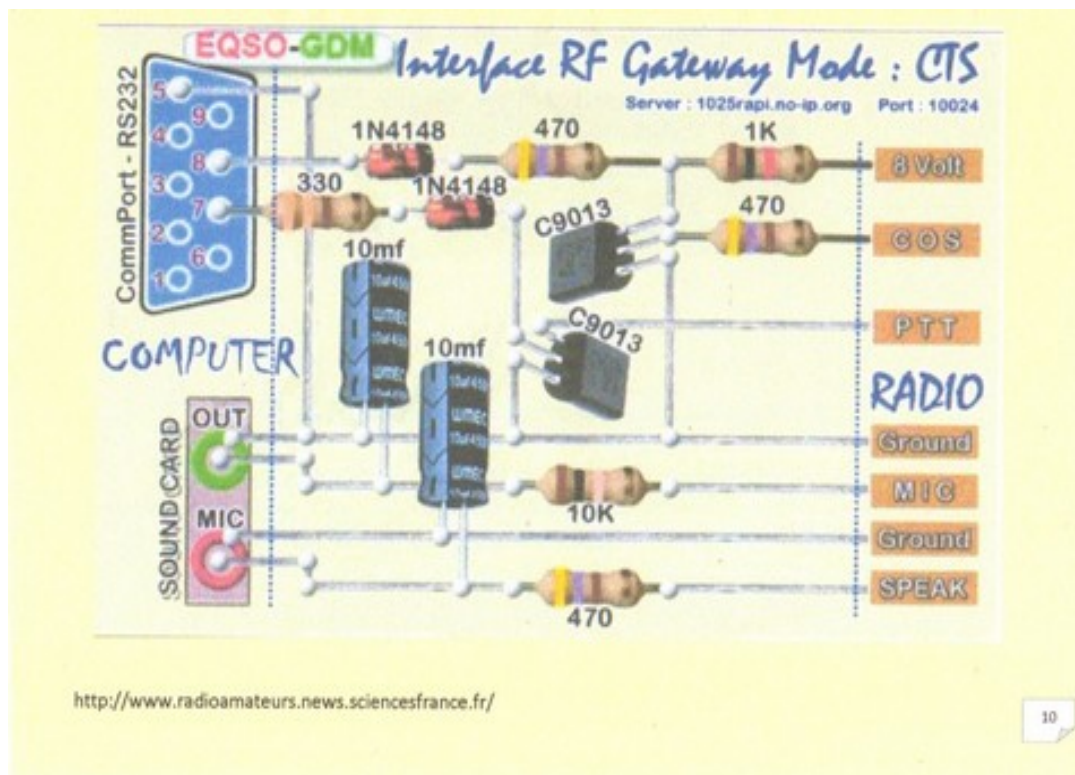 EQSO-GDM
Interface RF Gateway Mode : CTS
Server : 1025rapi.no-ip.org Port : 10024
CommPort - RS232
5
9
4
8
3
7
2
6
1
1N4148
470
1K
8 Volt
330
1N4148
C9013
470
COS
10mf
C9013
PTT
COMPUTER
10mf
RADIO
OUT
Ground
SOUND CARD
10K
MIC
MIC
Ground
470
SPEAK
http://www.radioamateurs.news.sciencesfrance.fr/
10